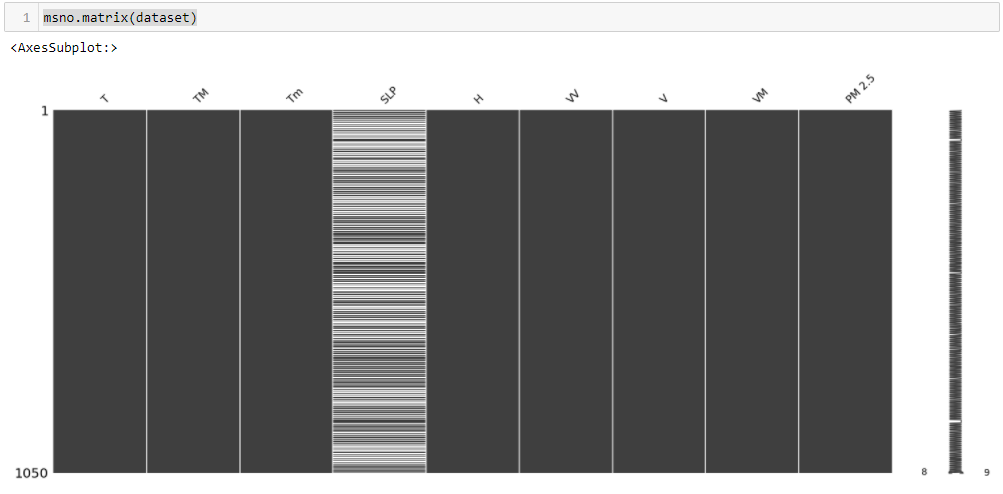 1 msno.matrix(dataset)
<AxesSubplot:>
T TM Tm SLP H VV V VM PM 2.5
1
1050 8 9